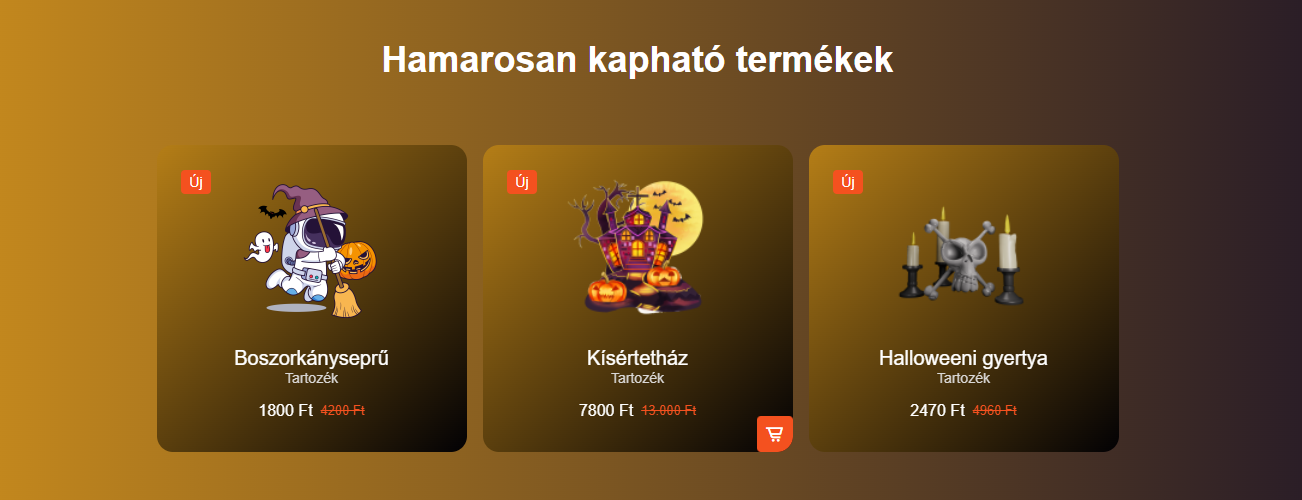 Hamarosan kapható termékek
Új
Új
Új
Boszorkányseprű
Kísértetház
Halloweeni gyertya
Tartozék
Tartozék
Tartozék
1800 Ft 4200 Ft
7800 Ft 13.000 Ft
2470 Ft 4960 Ft